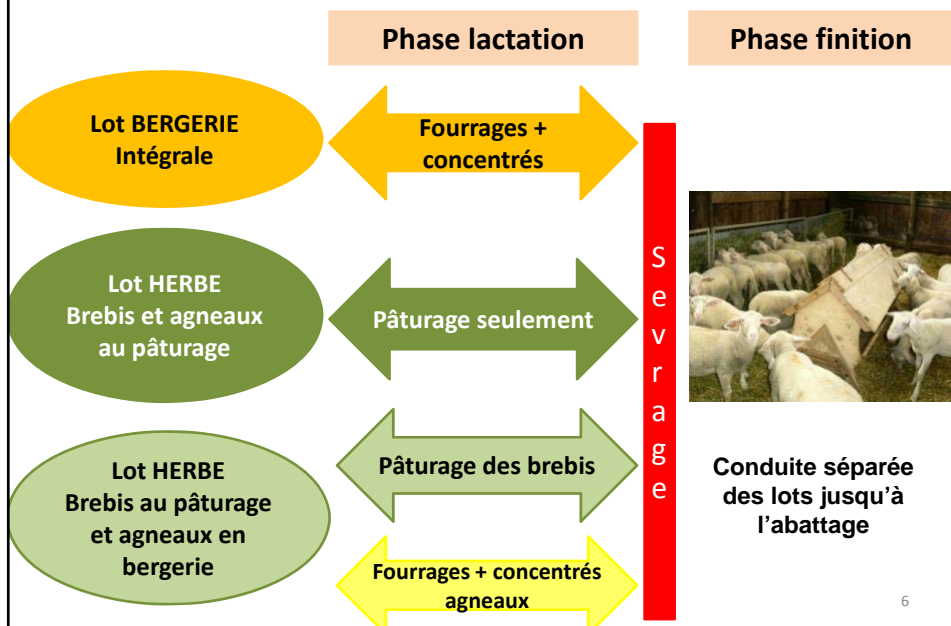 Phase lactation
Phase finition
Lot BERGERIE
Intégrale
Fourrages +
concentrés
Lot HERBE
Brebis et agneaux
au pâturage
Pâturage seulement
Lot HERBE
Brebis au pâturage
et agneaux en
bergerie
Pâturage des brebis
Fourrages + concentrés
agneaux
S
e
v
r
a
g
e
Conduite séparée
des lots jusqu’à
l’abattage
6